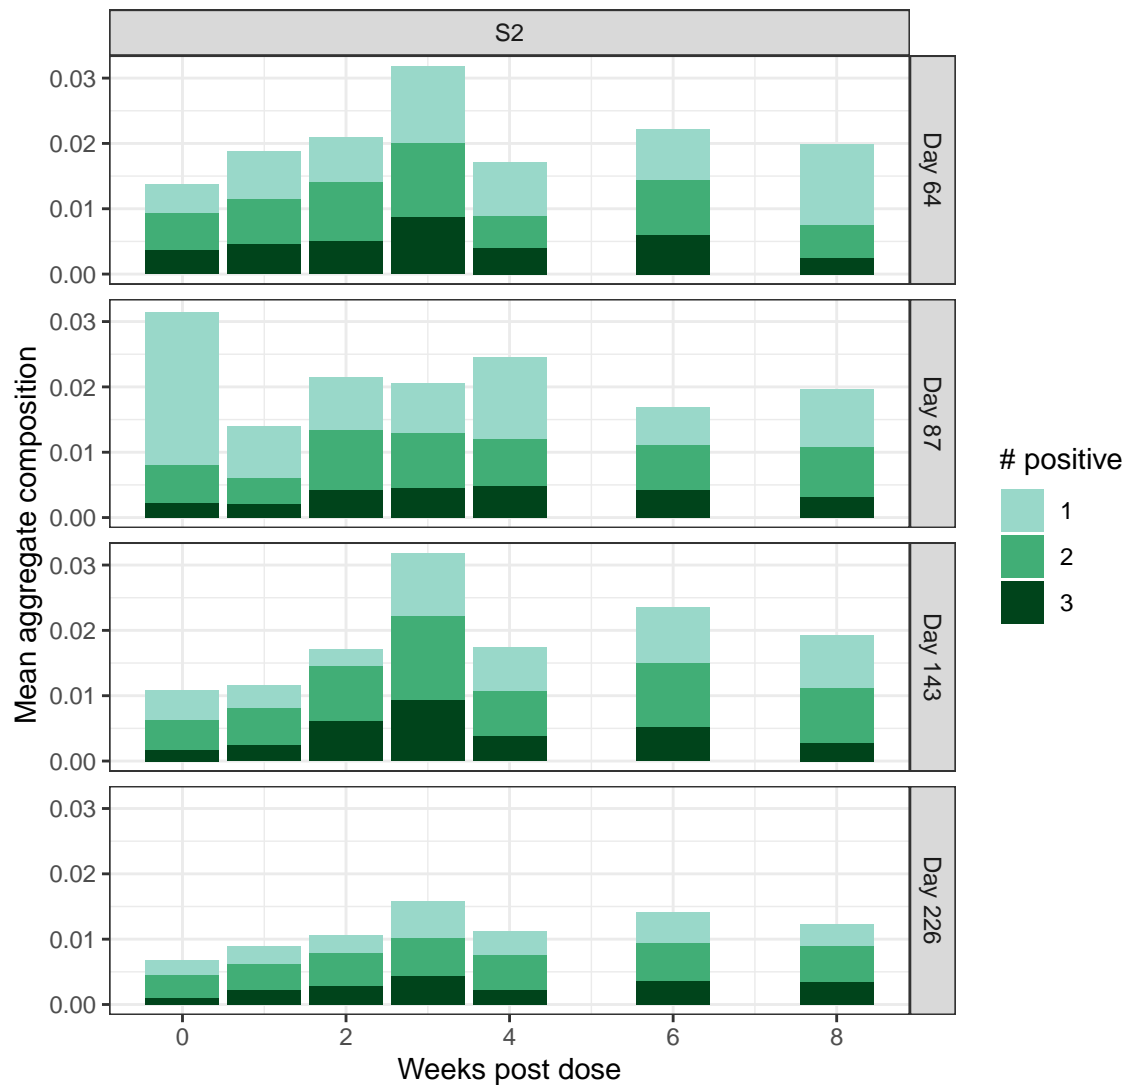 S2
0.03
0.02
0.01
0.00
Day 64
0.03
0.02
0.01
0.00
Day 87
0.03
0.02
0.01
0.00
Day 143
0.03
0.02
0.01
0.00
Day 226
0 2 4 6 8
Weeks post dose
Mean aggregate composition
# positive
1
2
3